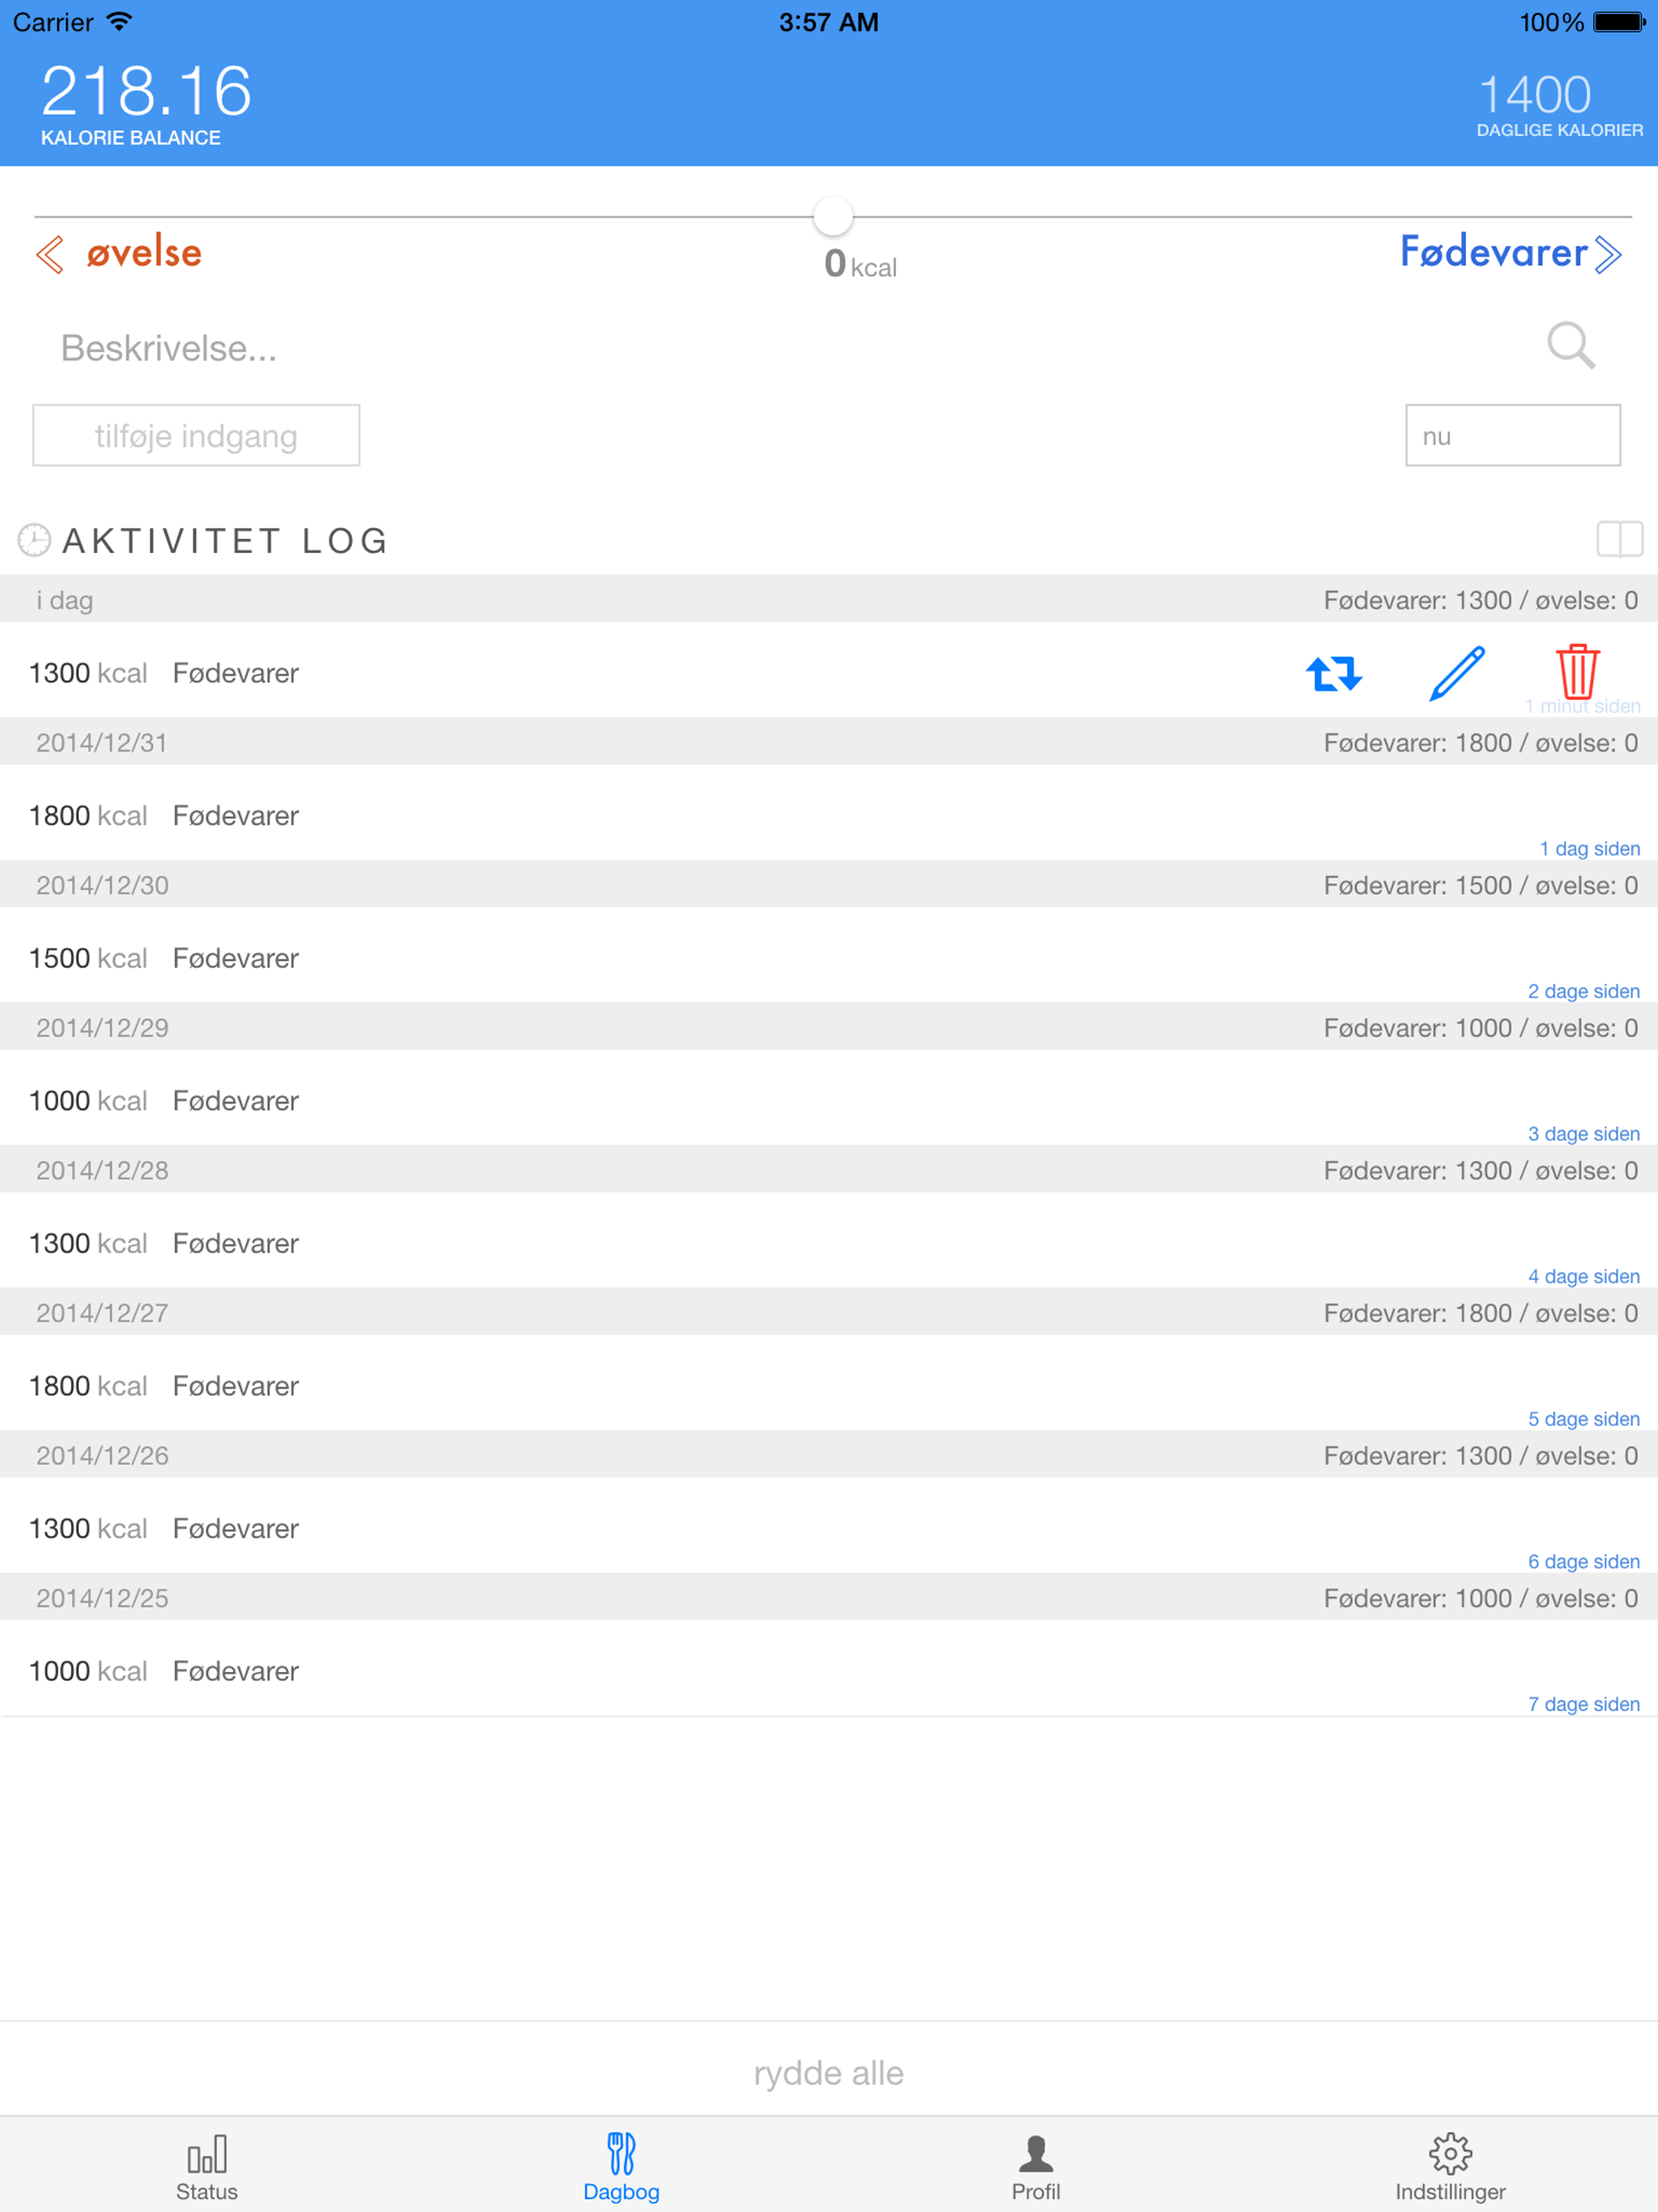 Carrier 3:57 AM 100%
218.16 1400
KALORIE BALANCE DAGLIGE KALORIER
øvelse 0 kcal Fødevarer
Beskrivelse...
tilføje indgang nu
AKTIVITET LOG
i dag Fødevarer: 1300 / øvelse: 0
1300 kcal Fødevarer
1 minut siden
2014/12/31 Fødevarer: 1800 / øvelse: 0
1800 kcal Fødevarer
1 dag siden
2014/12/30 Fødevarer: 1500 / øvelse: 0
1500 kcal Fødevarer
2 dage siden
2014/12/29 Fødevarer: 1000 / øvelse: 0
1000 kcal Fødevarer
3 dage siden
2014/12/28 Fødevarer: 1300 / øvelse: 0
1300 kcal Fødevarer
4 dage siden
2014/12/27 Fødevarer: 1800 / øvelse: 0
1800 kcal Fødevarer
5 dage siden
2014/12/26 Fødevarer: 1300 / øvelse: 0
1300 kcal Fødevarer
6 dage siden
2014/12/25 Fødevarer: 1000 / øvelse: 0
1000 kcal Fødevarer
7 dage siden
rydde alle
Status Dagbog Profil Indstillinger